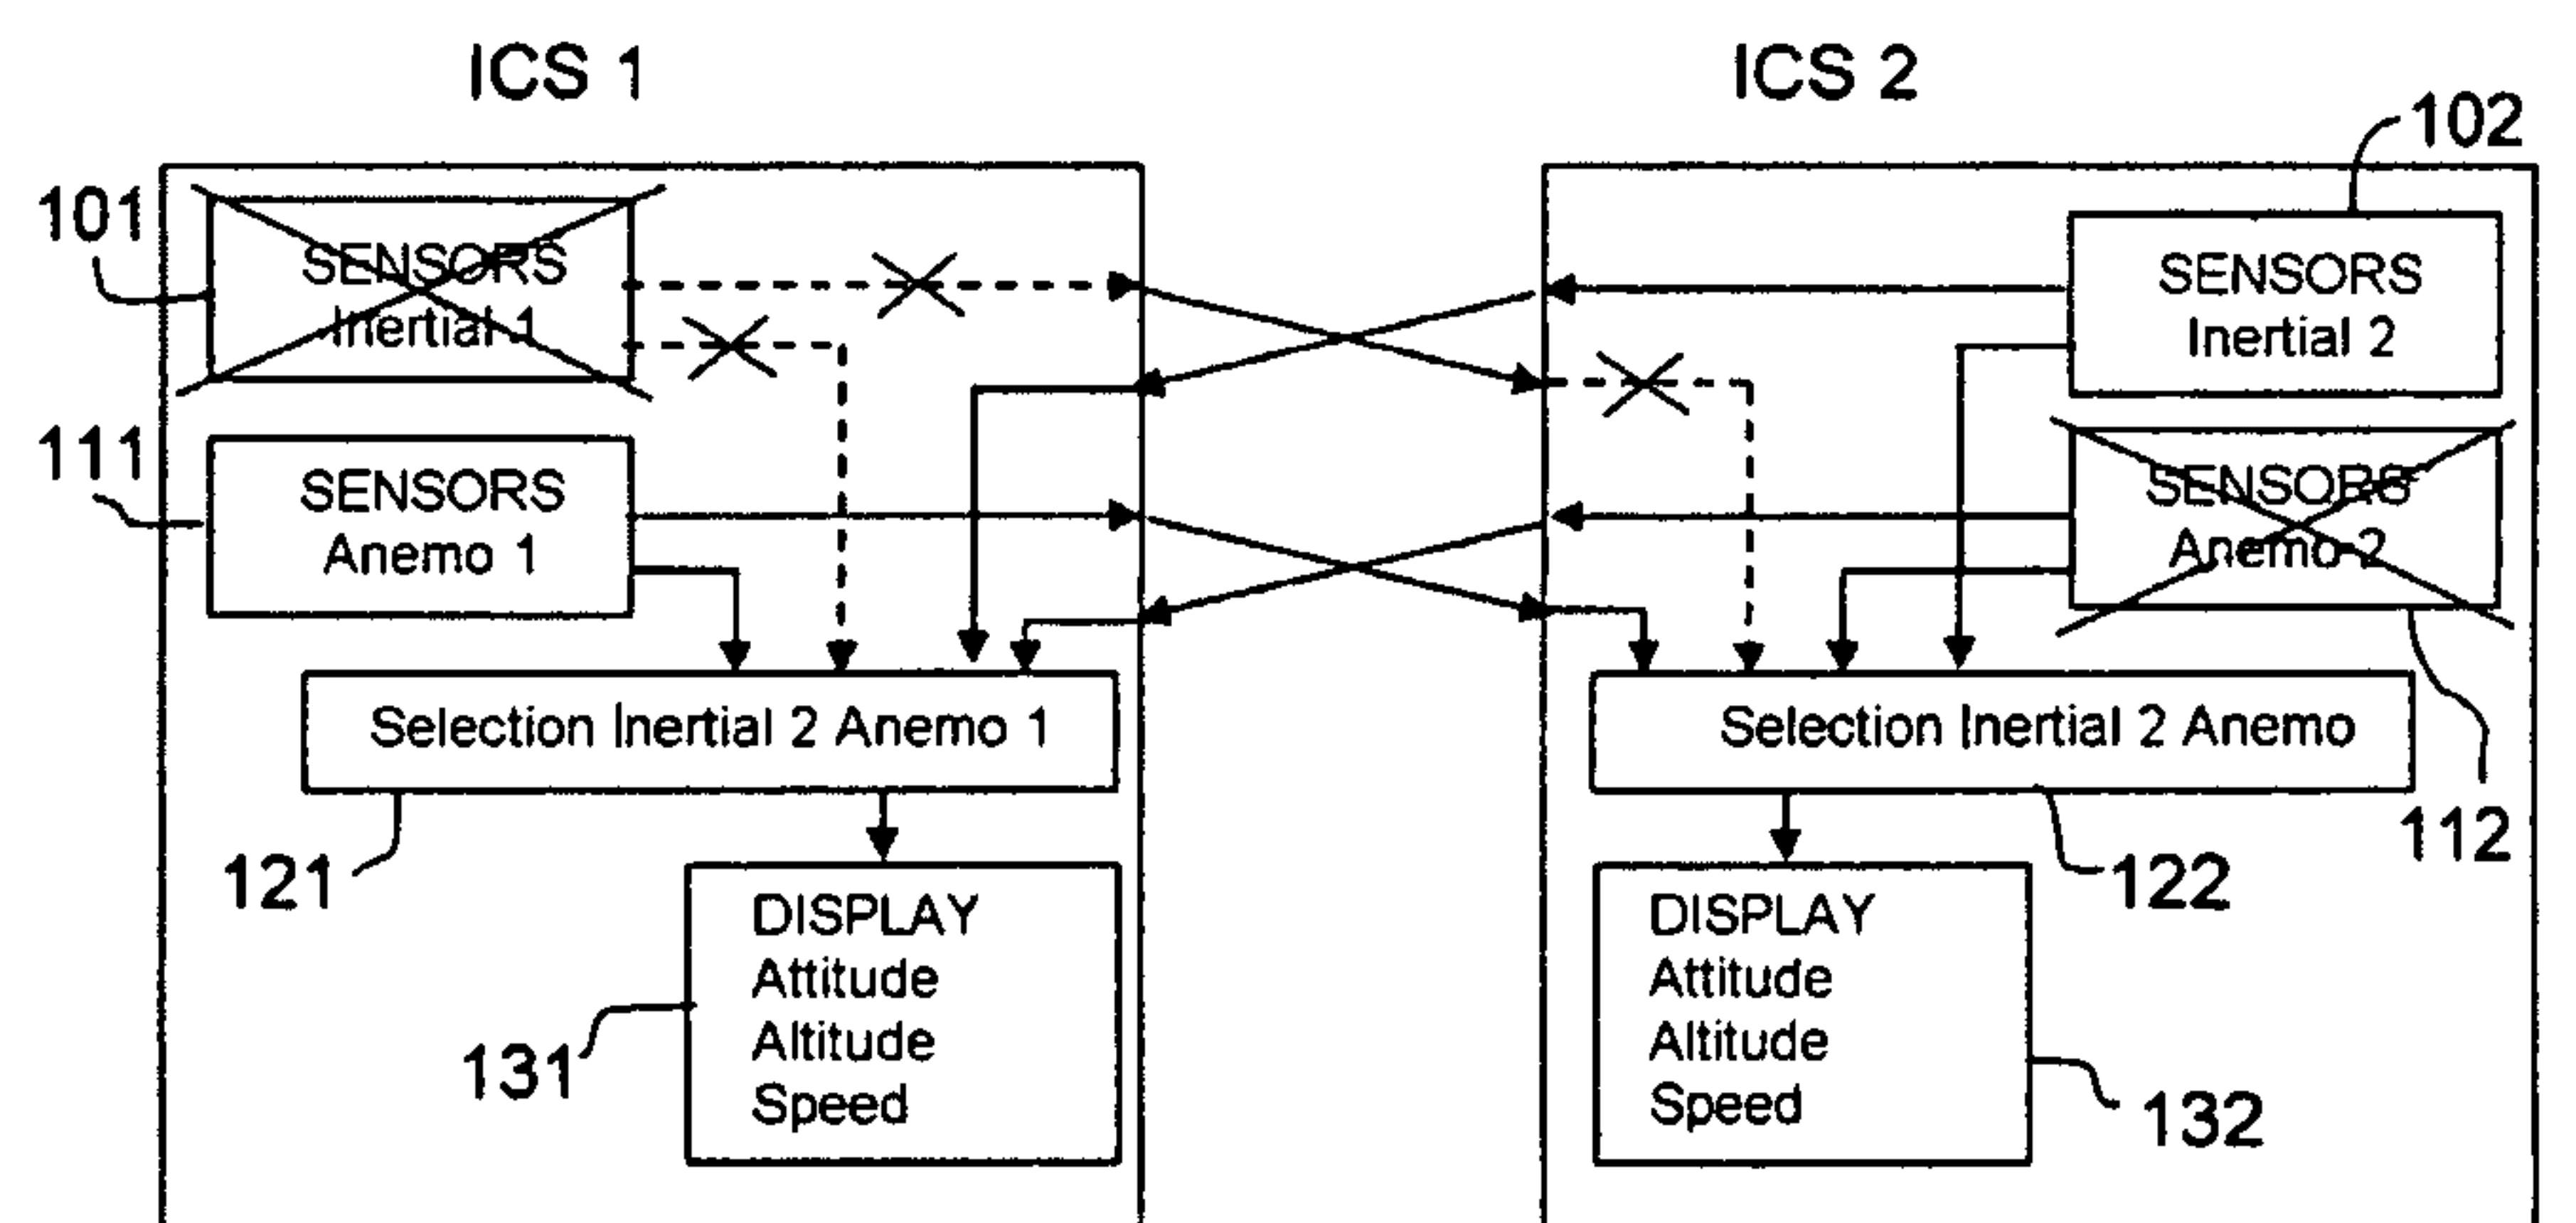 ICS 1
ICS 2
102
101
SENSORS
Inertial 1
SENSORS
Inertial 2
111
SENSORS
Anemo 1
SENSORS
Anemo 2
Selection Inertial 2 Anemo 1
Selection Inertial 2 Anemo
112
121
122
DISPLAY
Attitude
Altitude
Speed
DISPLAY
Attitude
Altitude
Speed
131
132